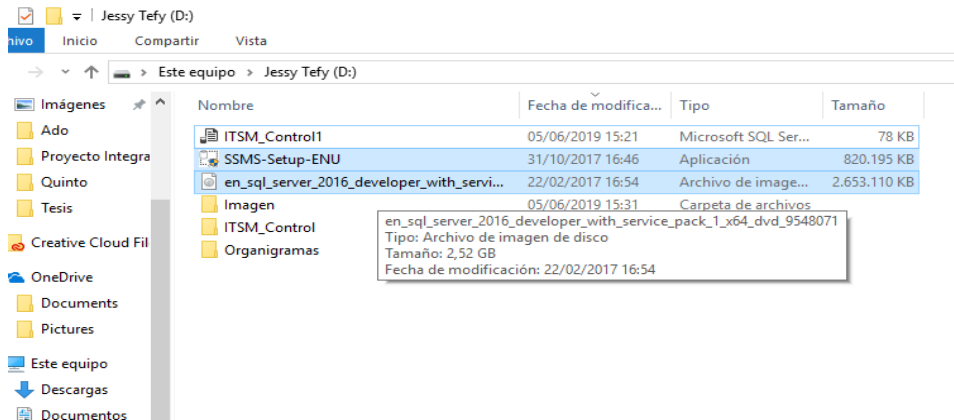 Jessy Tefy (D:)
hivo Inicio Compartir Vista
Este equipo > Jessy Tefy (D:)
Imágenes
Ado
Proyecto Integra
Quinto
Tesis
Creative Cloud Fil
OneDrive
Documents
Pictures
Este equipo
Descargas
Documentos
Nombre Fecha de modifica... Tipo Tamaño
ITSM_Control1 05/06/2019 15:21 Microsoft SQL Ser... 78 KB
SSMS-Setup-ENU 31/10/2017 16:46 Aplicación 820.195 KB
en_sql_server_2016_developer_with_servi... 22/02/2017 16:54 Archivo de image... 2.653.110 KB
Imagen 05/06/2019 15:31 Carpeta de archivos
ITSM_Control
Organigramas
en_sql_server_2016_developer_with_service_pack_1_x64_dvd_9548071
Tipo: Archivo de imagen de disco
Tamaño: 2,52 GB
Fecha de modificación: 22/02/2017 16:54